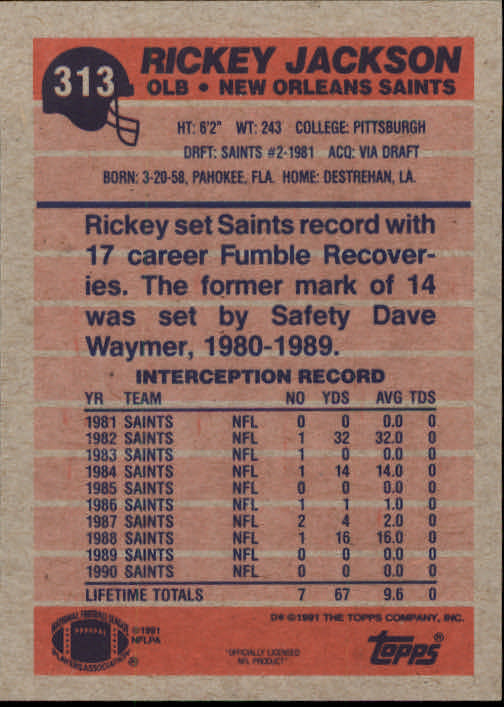 313
RICKEY JACKSON
OLB • NEW ORLEANS SAINTS
HT: 6'2" WT: 243 COLLEGE: PITTSBURGH
DRFT: SAINTS #2-1981 ACQ: VIA DRAFT
BORN: 3-20-58, PAHOKEE, FLA. HOME: DESTREHAN, LA.
Rickey set Saints record with
17 career Fumble Recover-
ies. The former mark of 14
was set by Safety Dave
Waymer, 1980-1989.
INTERCEPTION RECORD
YR TEAM NO YDS AVG TDS
1981 SAINTS NFL 0 0 0.0 0
1982 SAINTS NFL 1 32 32.0 0
1983 SAINTS NFL 1 0 0.0 0
1984 SAINTS NFL 1 14 14.0 0
1985 SAINTS NFL 0 0 0.0 0
1986 SAINTS NFL 1 1 1.0 0
1987 SAINTS NFL 2 4 2.0 0
1988 SAINTS NFL 1 16 16.0 0
1989 SAINTS NFL 0 0 0.0 0
1990 SAINTS NFL 0 0 0.0 0
LIFETIME TOTALS 7 67 9.6 0
D* ©1991 THE TOPPS COMPANY, INC.
NATIONAL FOOTBALL LEAGUE
PLAYERS ASSOCIATION
©1991
NFLPA
"OFFICIALLY LICENSED
NFL PRODUCT"
TOPPS®